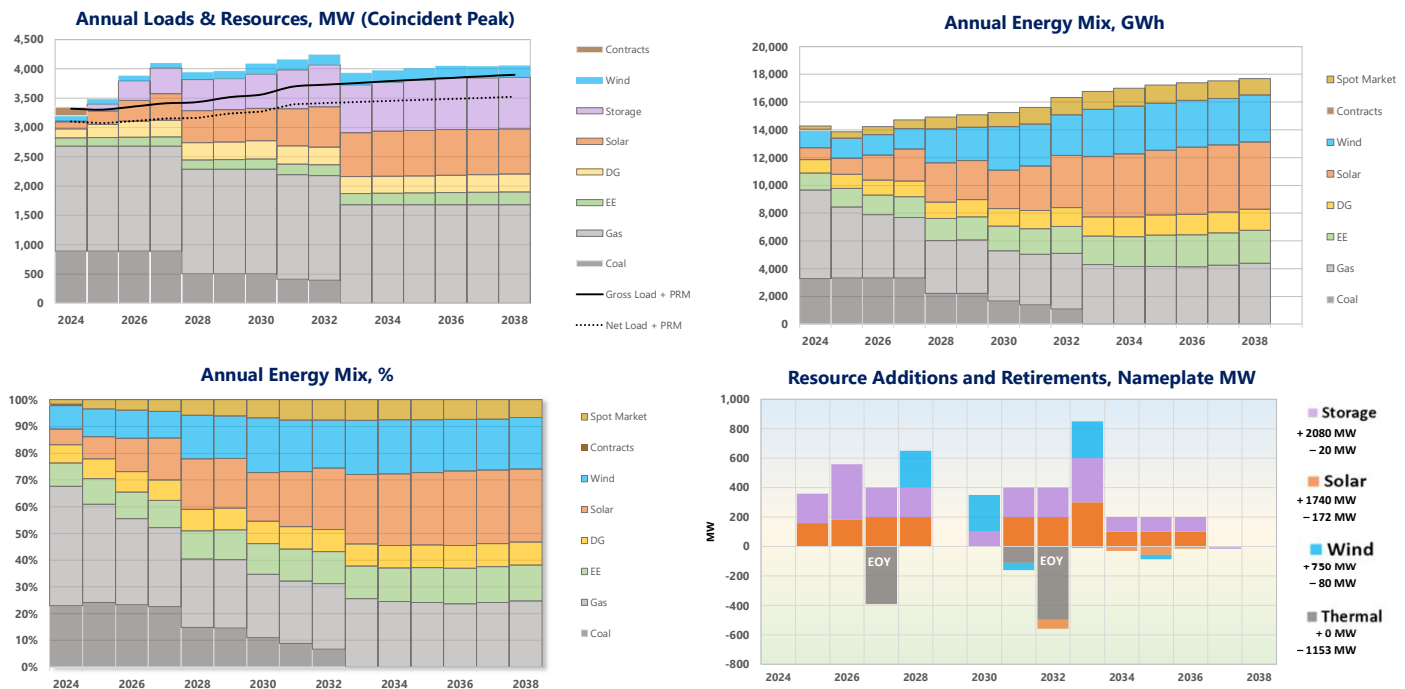 Annual Loads & Resources, MW (Coincident Peak)
4,500
4,000
3,500
3,000
2,500
2,000
1,500
1,000
500
0
2024 2026 2028 2030 2032 2034 2036 2038
Contracts
Wind
Storage
Solar
DG
EE
Gas
Coal
Gross Load + PRM
Net Load + PRM
Annual Energy Mix, GWh
20,000
18,000
16,000
14,000
12,000
10,000
8,000
6,000
4,000
2,000
0
2024 2026 2028 2030 2032 2034 2036 2038
Spot Market
Contracts
Wind
Solar
DG
EE
Gas
Coal
Annual Energy Mix, %
100%
90%
80%
70%
60%
50%
40%
30%
20%
10%
0%
2024 2026 2028 2030 2032 2034 2036 2038
Spot Market
Contracts
Wind
Solar
DG
EE
Gas
Coal
Resource Additions and Retirements, Nameplate MW
MW
1,000
800
600
400
200
0
-200
-400
-600
-800
EOY
EOY
2024 2026 2028 2030 2032 2034 2036 2038
Storage
+ 2080 MW
– 20 MW
Solar
+ 1740 MW
– 172 MW
Wind
+750 MW
– 80 MW
Thermal
+ 0 MW
– 1153 MW